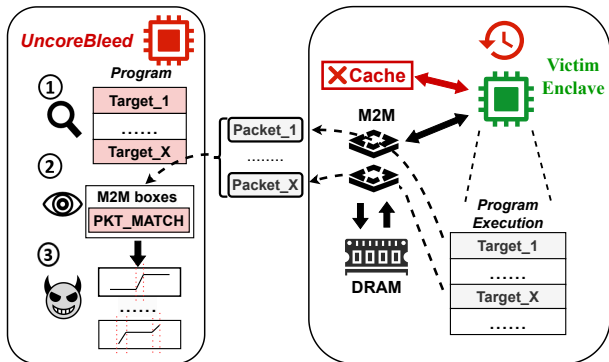 UncoreBleed
Program
1
Target_1
......
Target_X
2
M2M boxes
PKT_MATCH
3
......
Packet_1
........
Packet_X
Cache
M2M
DRAM
Victim
Enclave
Program
Execution
Target_1
......
Target_X
......